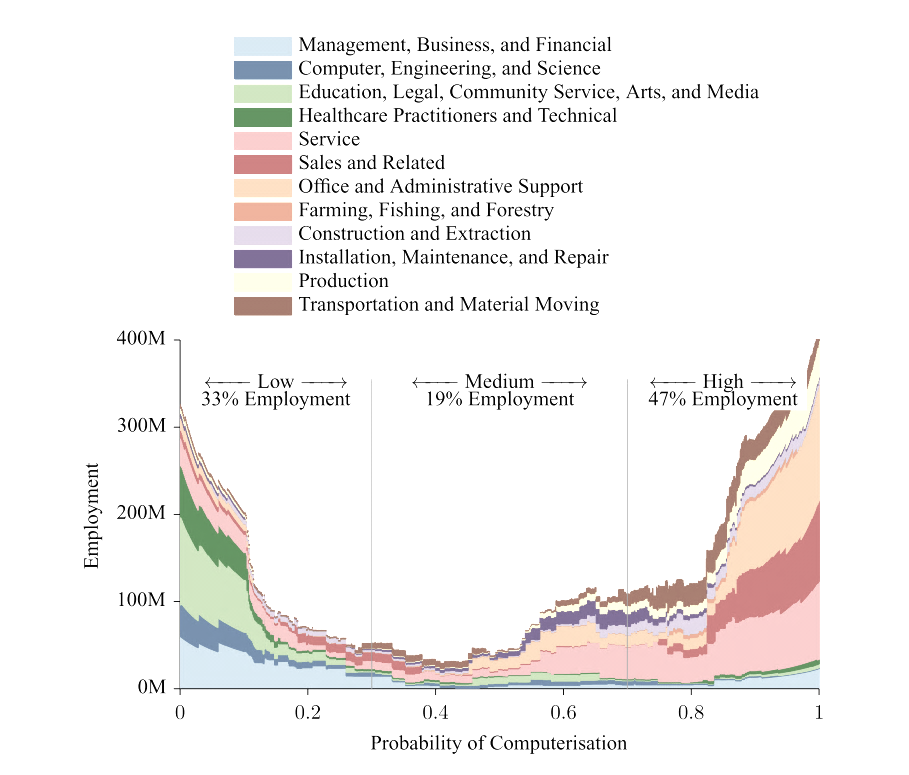 Management, Business, and Financial
Computer, Engineering, and Science
Education, Legal, Community Service, Arts, and Media
Healthcare Practitioners and Technical
Service
Sales and Related
Office and Administrative Support
Farming, Fishing, and Forestry
Construction and Extraction
Installation, Maintenance, and Repair
Production
Transportation and Material Moving
400M
Low
Medium
High
33% Employment
19% Employment
47% Employment
300M
200M
100M
0M
Employment
0
0.2
0.4
0.6
0.8
1
Probability of Computerisation